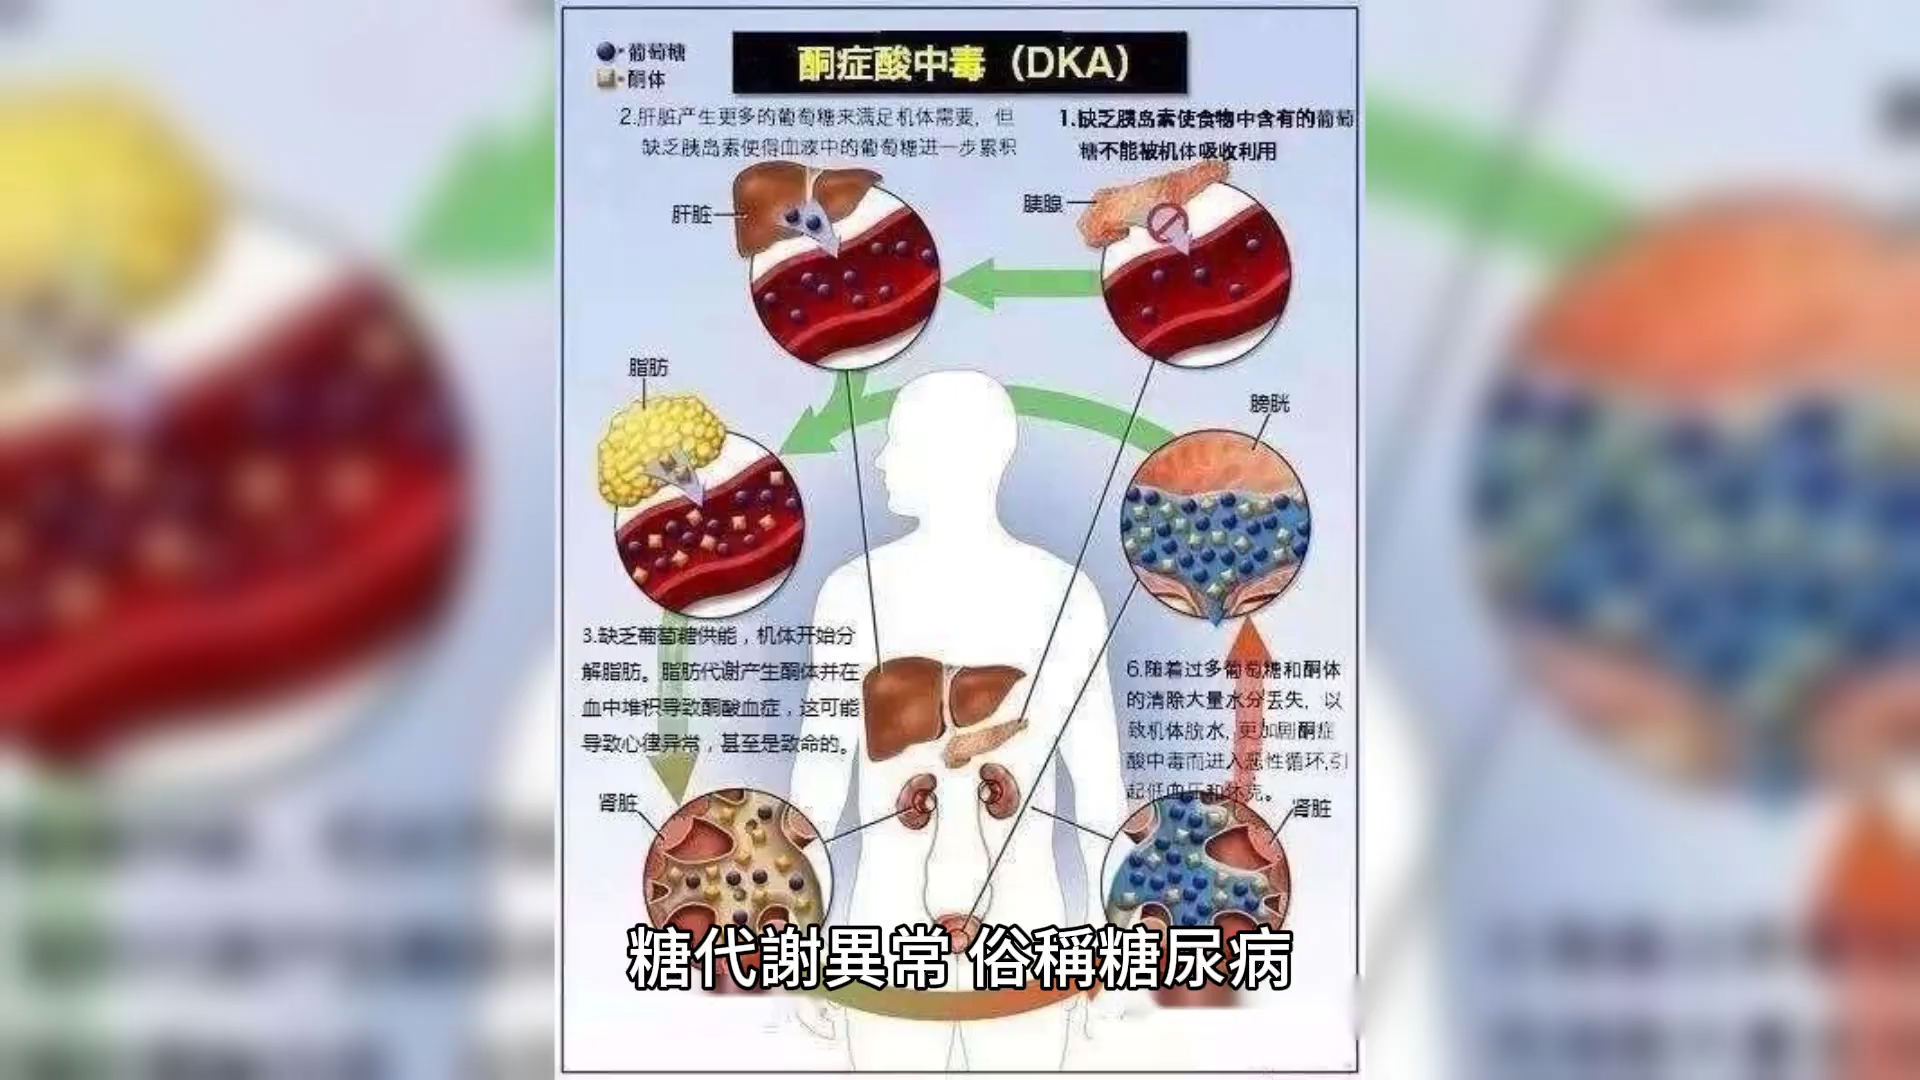 葡萄糖
酮体
酮症酸中毒（DKA）
2.肝脏产生更多的葡萄糖来满足机体需要，但
缺乏胰岛素使得血液中的葡萄糖进一步累积
1.缺乏胰岛素使食物中含有的葡萄
糖不能被机体吸收利用
肝脏
胰腺
脂肪
膀胱
3.缺乏葡萄糖供能，机体开始分
解脂肪。脂肪代谢产生酮体并在
血中堆积导致酮酸血症，这可能
导致心律异常，甚至是致命的。
6.随着过多葡萄糖和酮体
的清除大量水分丢失，以
致机体脱水，更加剧酮症
酸中毒而进入恶性循环,引
起低血压和休克。
肾脏
肾脏
糖代謝異常 俗稱糖尿病